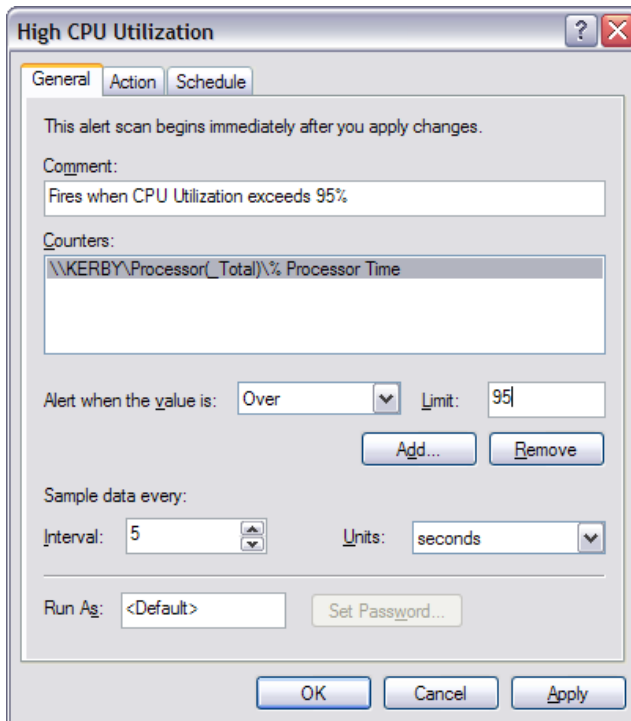 High CPU Utilization
General Action Schedule
This alert scan begins immediately after you apply changes.
Comment:
Fires when CPU Utilization exceeds 95%
Counters:
\\KERBY\Processor(_Total)\% Processor Time
Alert when the value is: Over Limit: 95
Add... Remove
Sample data every:
Interval: 5 Units: seconds
Run As: <Default> Set Password...
OK Cancel Apply